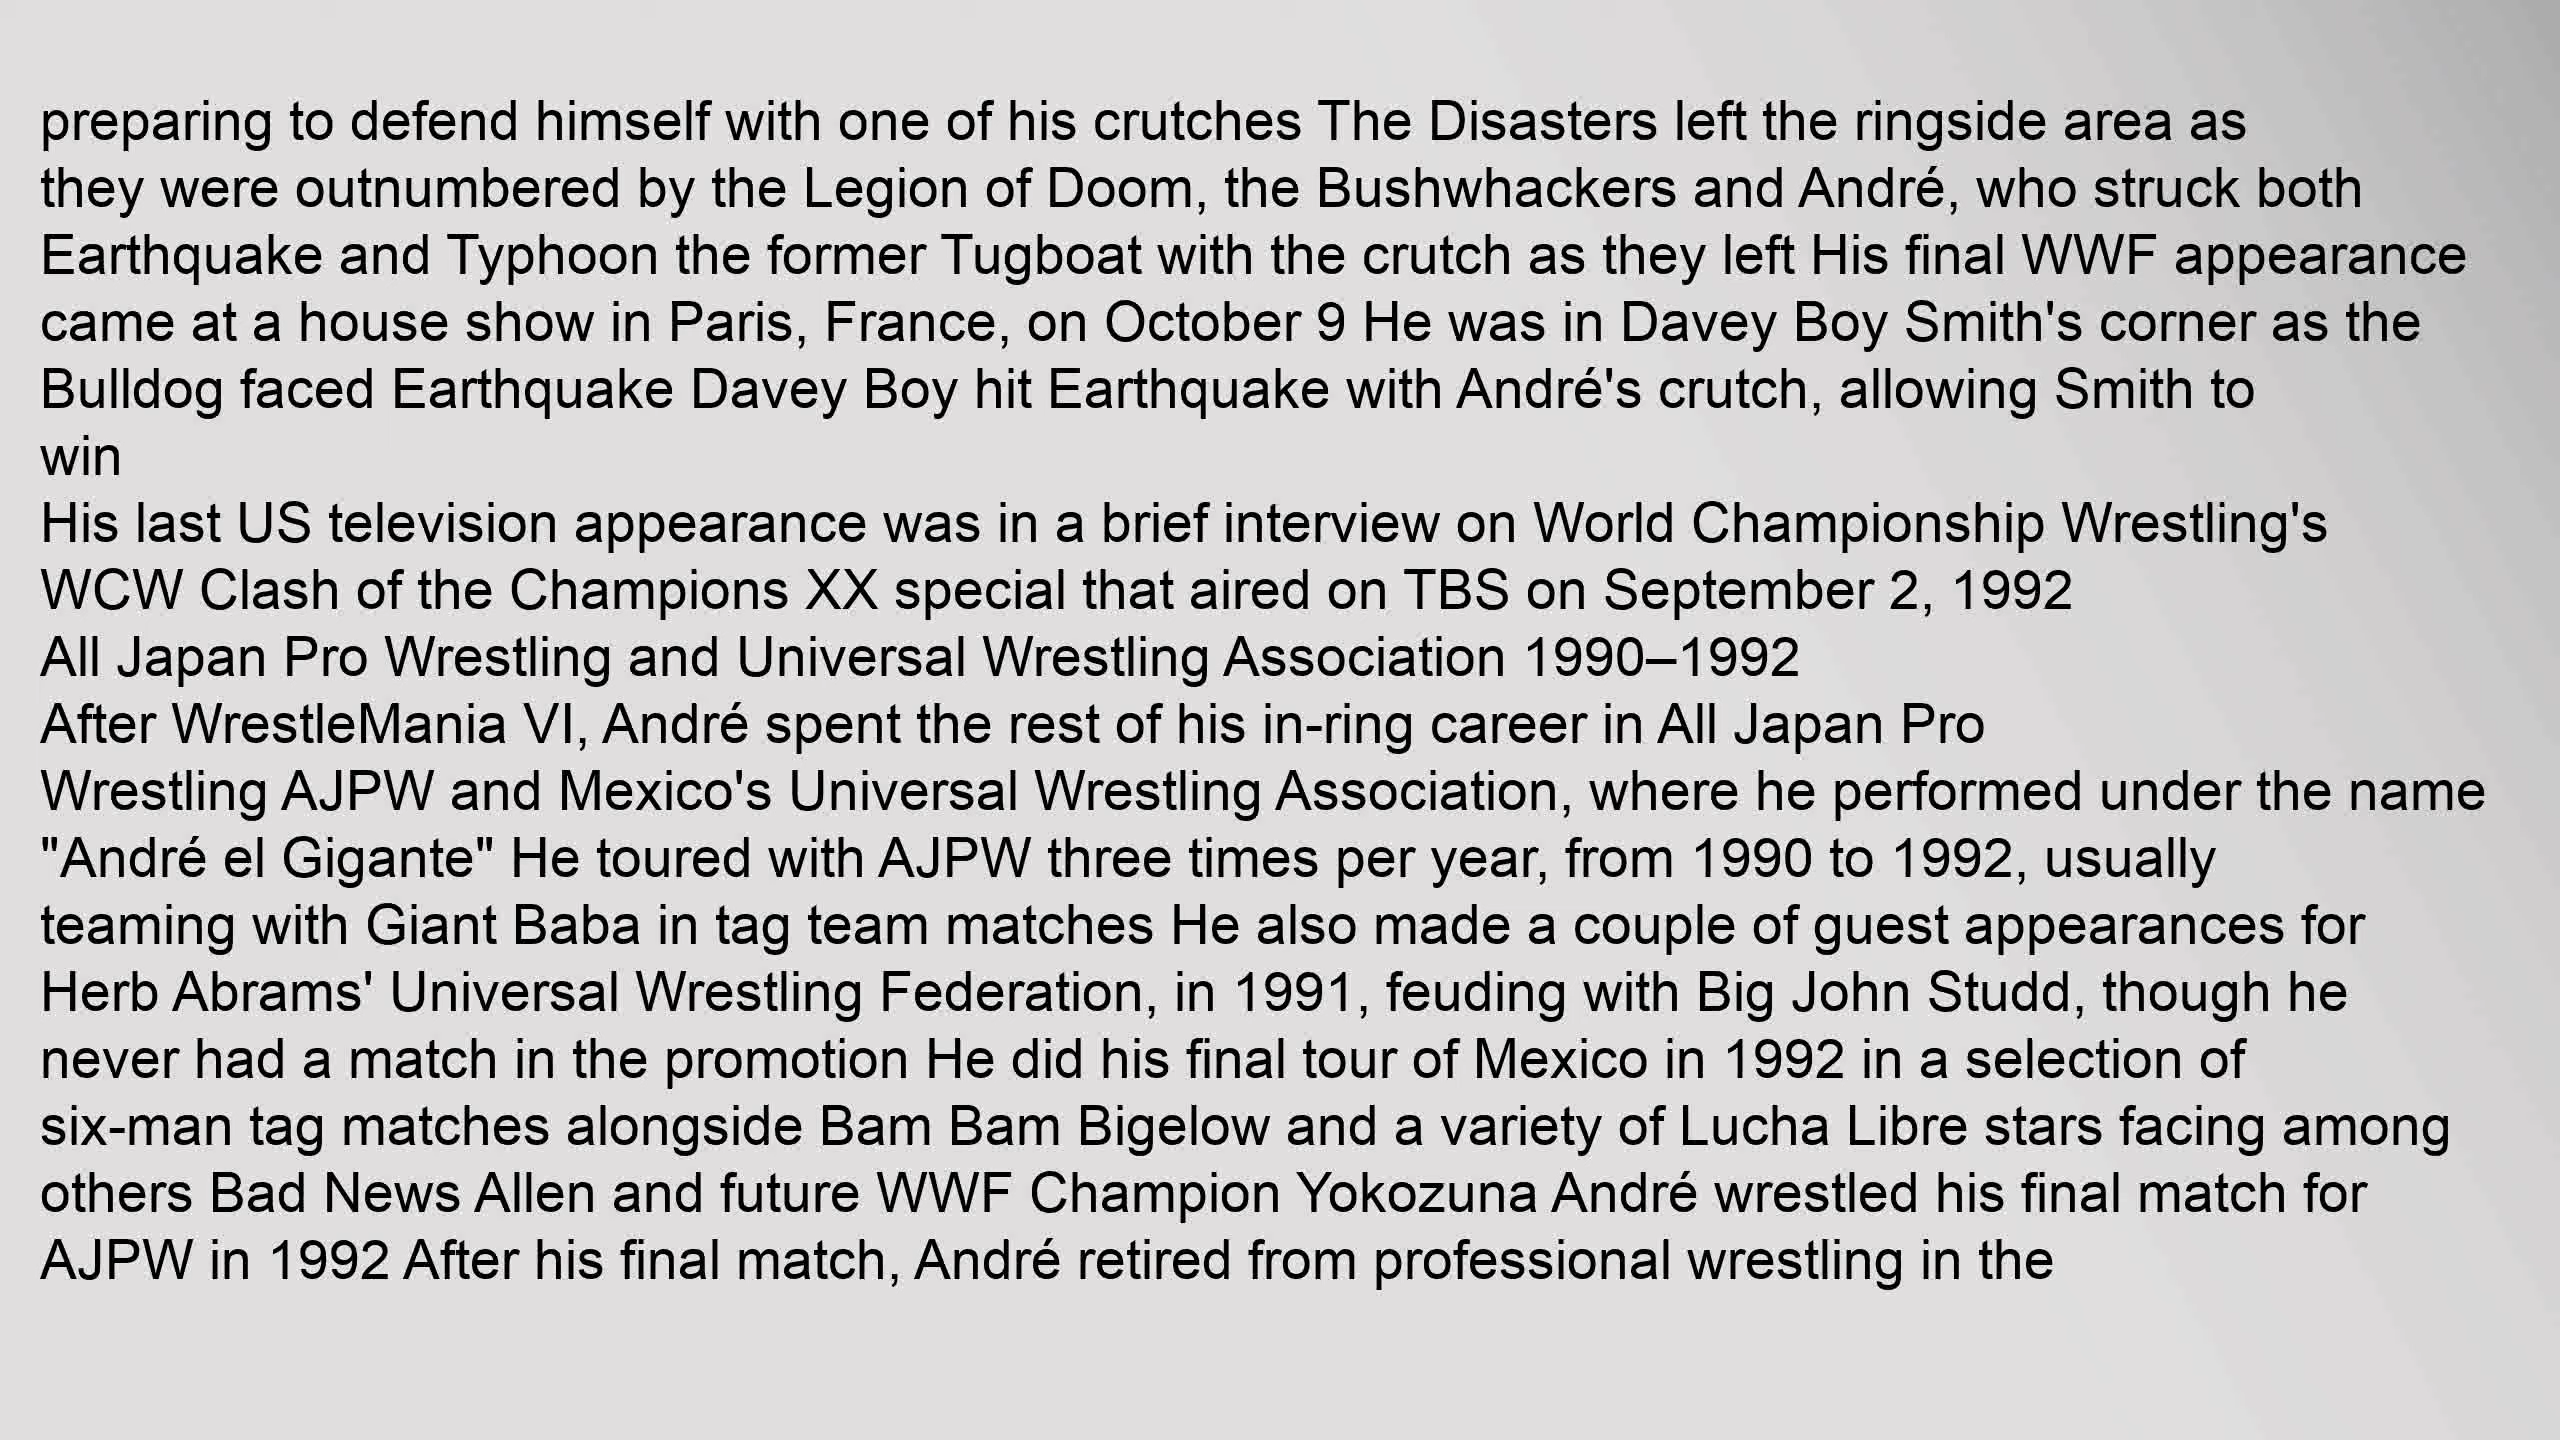 preparing to defend himself with one of his crutches The Disasters left the ringside area as
they were outnumbered by the Legion of Doom, the Bushwhackers and André, who struck both
Earthquake and Typhoon the former Tugboat with the crutch as they left His final WWF appearance
came at a house show in Paris, France, on October 9 He was in Davey Boy Smith's corner as the
Bulldog faced Earthquake Davey Boy hit Earthquake with André's crutch, allowing Smith to
win
His last US television appearance was in a brief interview on World Championship Wrestling's
WCW Clash of the Champions XX special that aired on TBS on September 2, 1992
All Japan Pro Wrestling and Universal Wrestling Association 1990–1992
After WrestleMania VI, André spent the rest of his in-ring career in All Japan Pro
Wrestling AJPW and Mexico's Universal Wrestling Association, where he performed under the name
"André el Gigante" He toured with AJPW three times per year, from 1990 to 1992, usually
teaming with Giant Baba in tag team matches He also made a couple of guest appearances for
Herb Abrams' Universal Wrestling Federation, in 1991, feuding with Big John Studd, though he
never had a match in the promotion He did his final tour of Mexico in 1992 in a selection of
six-man tag matches alongside Bam Bam Bigelow and a variety of Lucha Libre stars facing among
others Bad News Allen and future WWF Champion Yokozuna André wrestled his final match for
AJPW in 1992 After his final match, André retired from professional wrestling in the